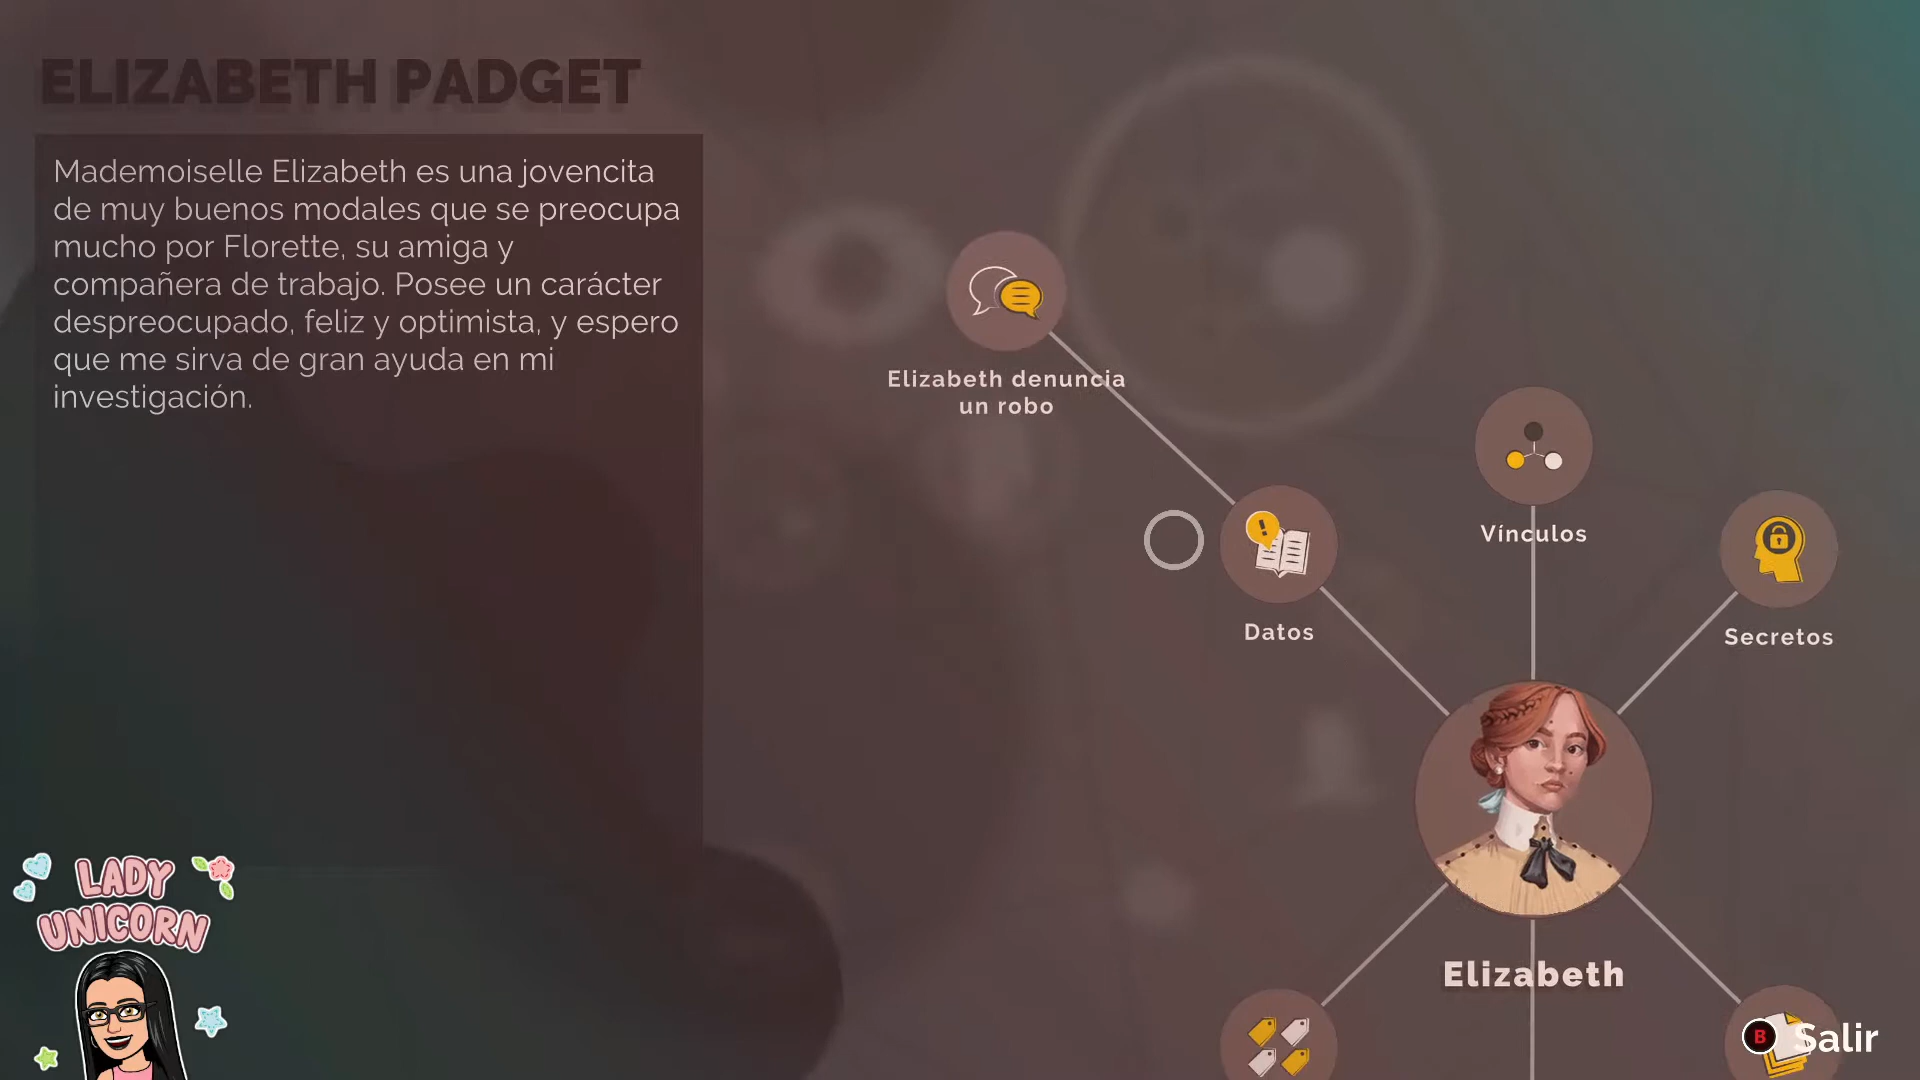 ELIZABETH PADGET
Mademoiselle Elizabeth es una jovencita
de muy buenos modales que se preocupa
mucho por Florette, su amiga y
compañera de trabajo. Posee un carácter
despreocupado, feliz y optimista, y espero
que me sirva de gran ayuda en mi
investigación.
Elizabeth denuncia
un robo
Vínculos
Datos
Secretos
Elizabeth
B Salir
LADY
UNICORN